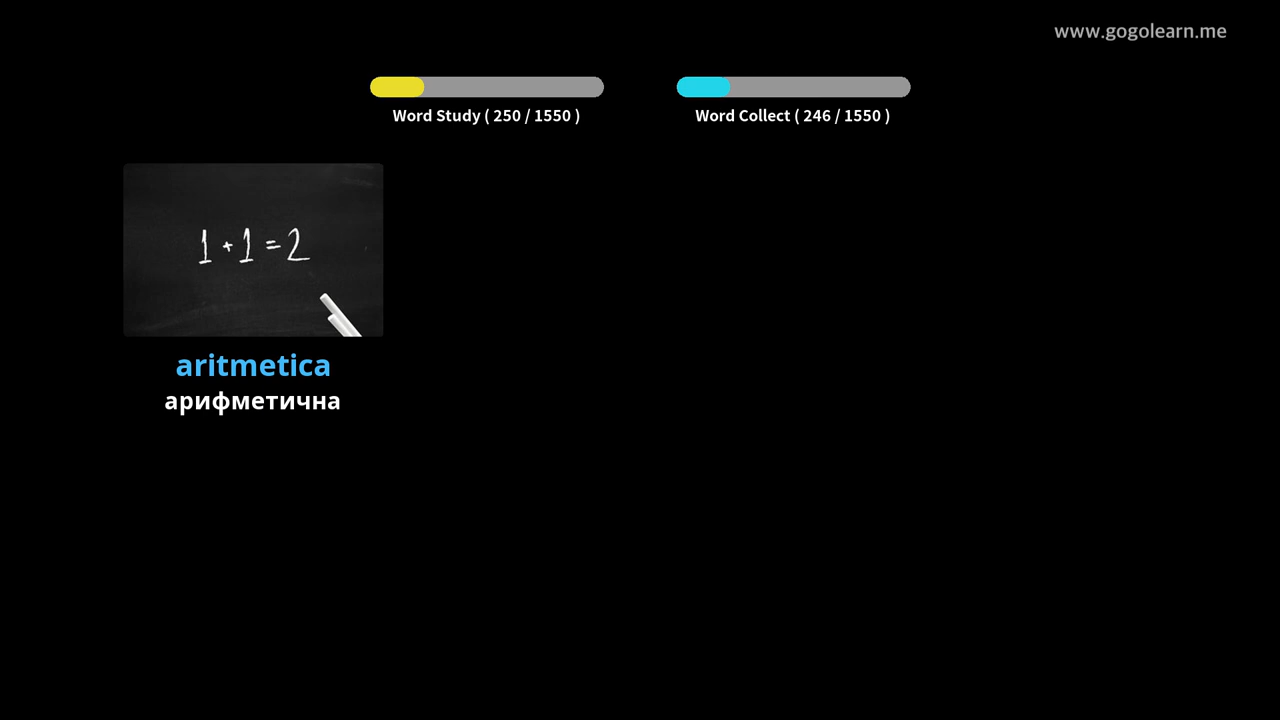 www.gogolearn.me
Word Study ( 250 / 1550 )
Word Collect ( 246 / 1550 )
1 + 1 = 2
aritmetica
арифметична